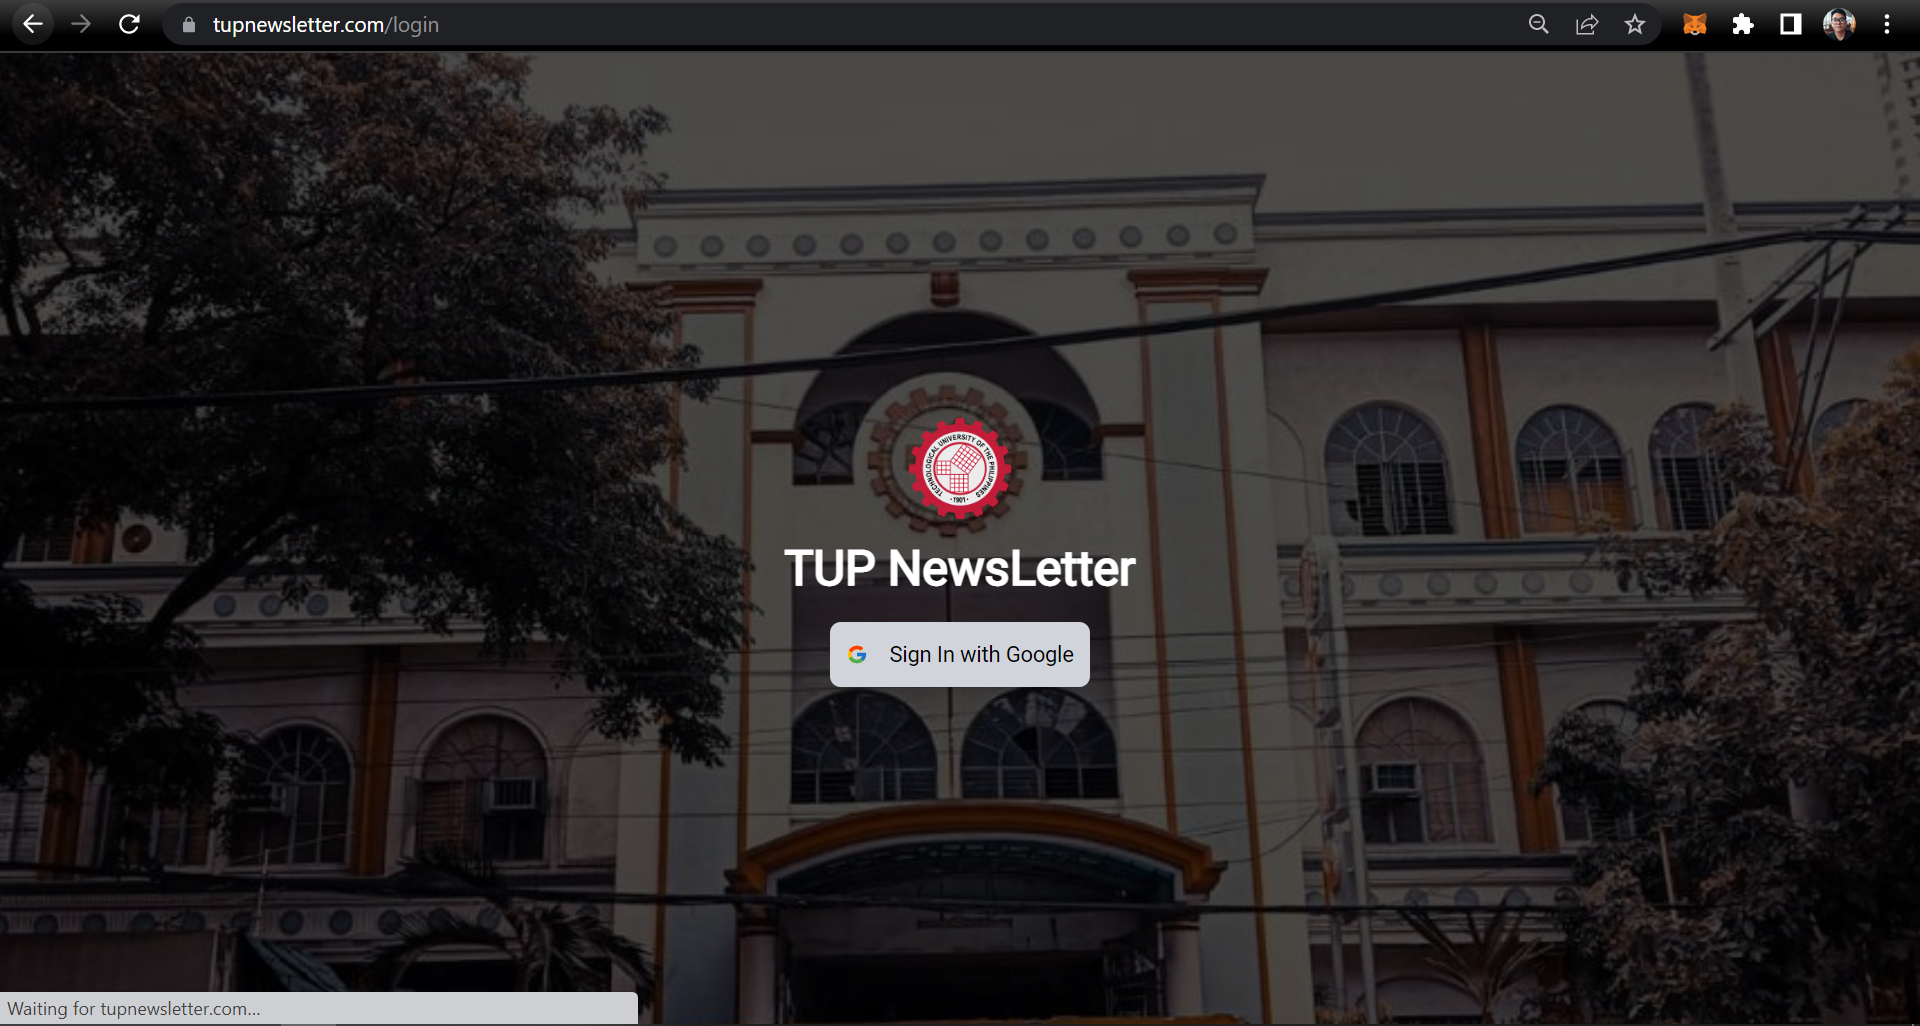 tupnewsletter.com/login
TECHNOLOGICAL UNIVERSITY OF THE PHILIPPINES
· 1901 ·
TUP NewsLetter
Sign In with Google
Waiting for tupnewsletter.com...